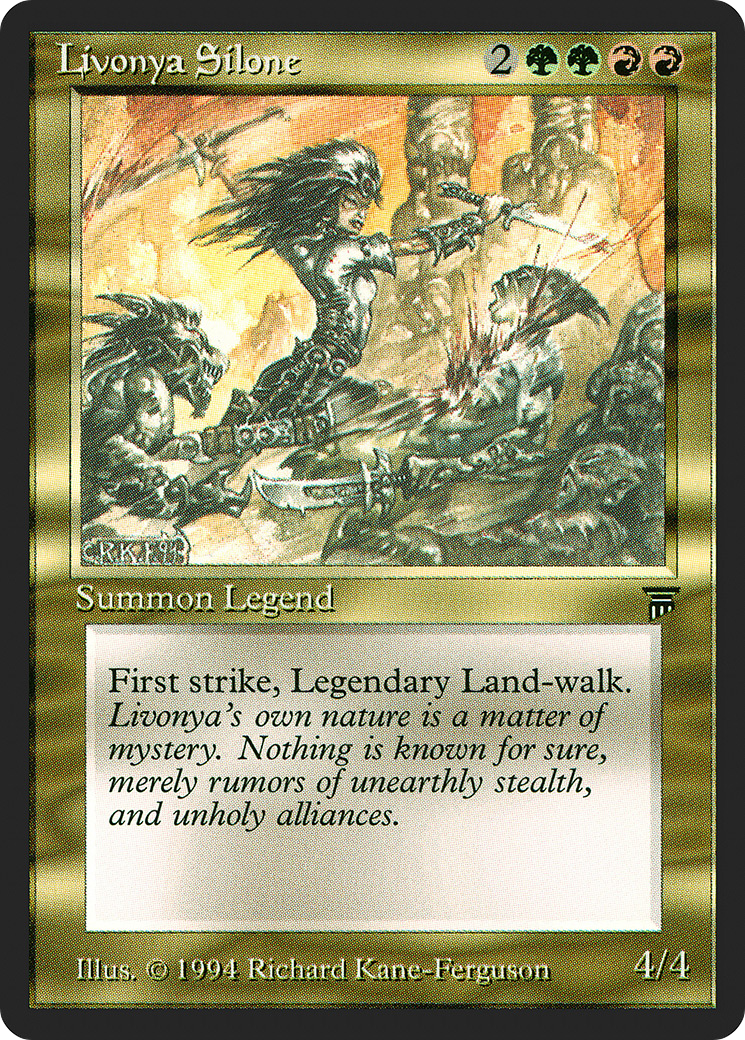 Livonya Silone 2
CRKF94
Summon Legend
First strike, Legendary Land-walk.
Livonya's own nature is a matter of
mystery. Nothing is known for sure,
merely rumors of unearthly stealth,
and unholy alliances.
Illus. © 1994 Richard Kane-Ferguson 4/4